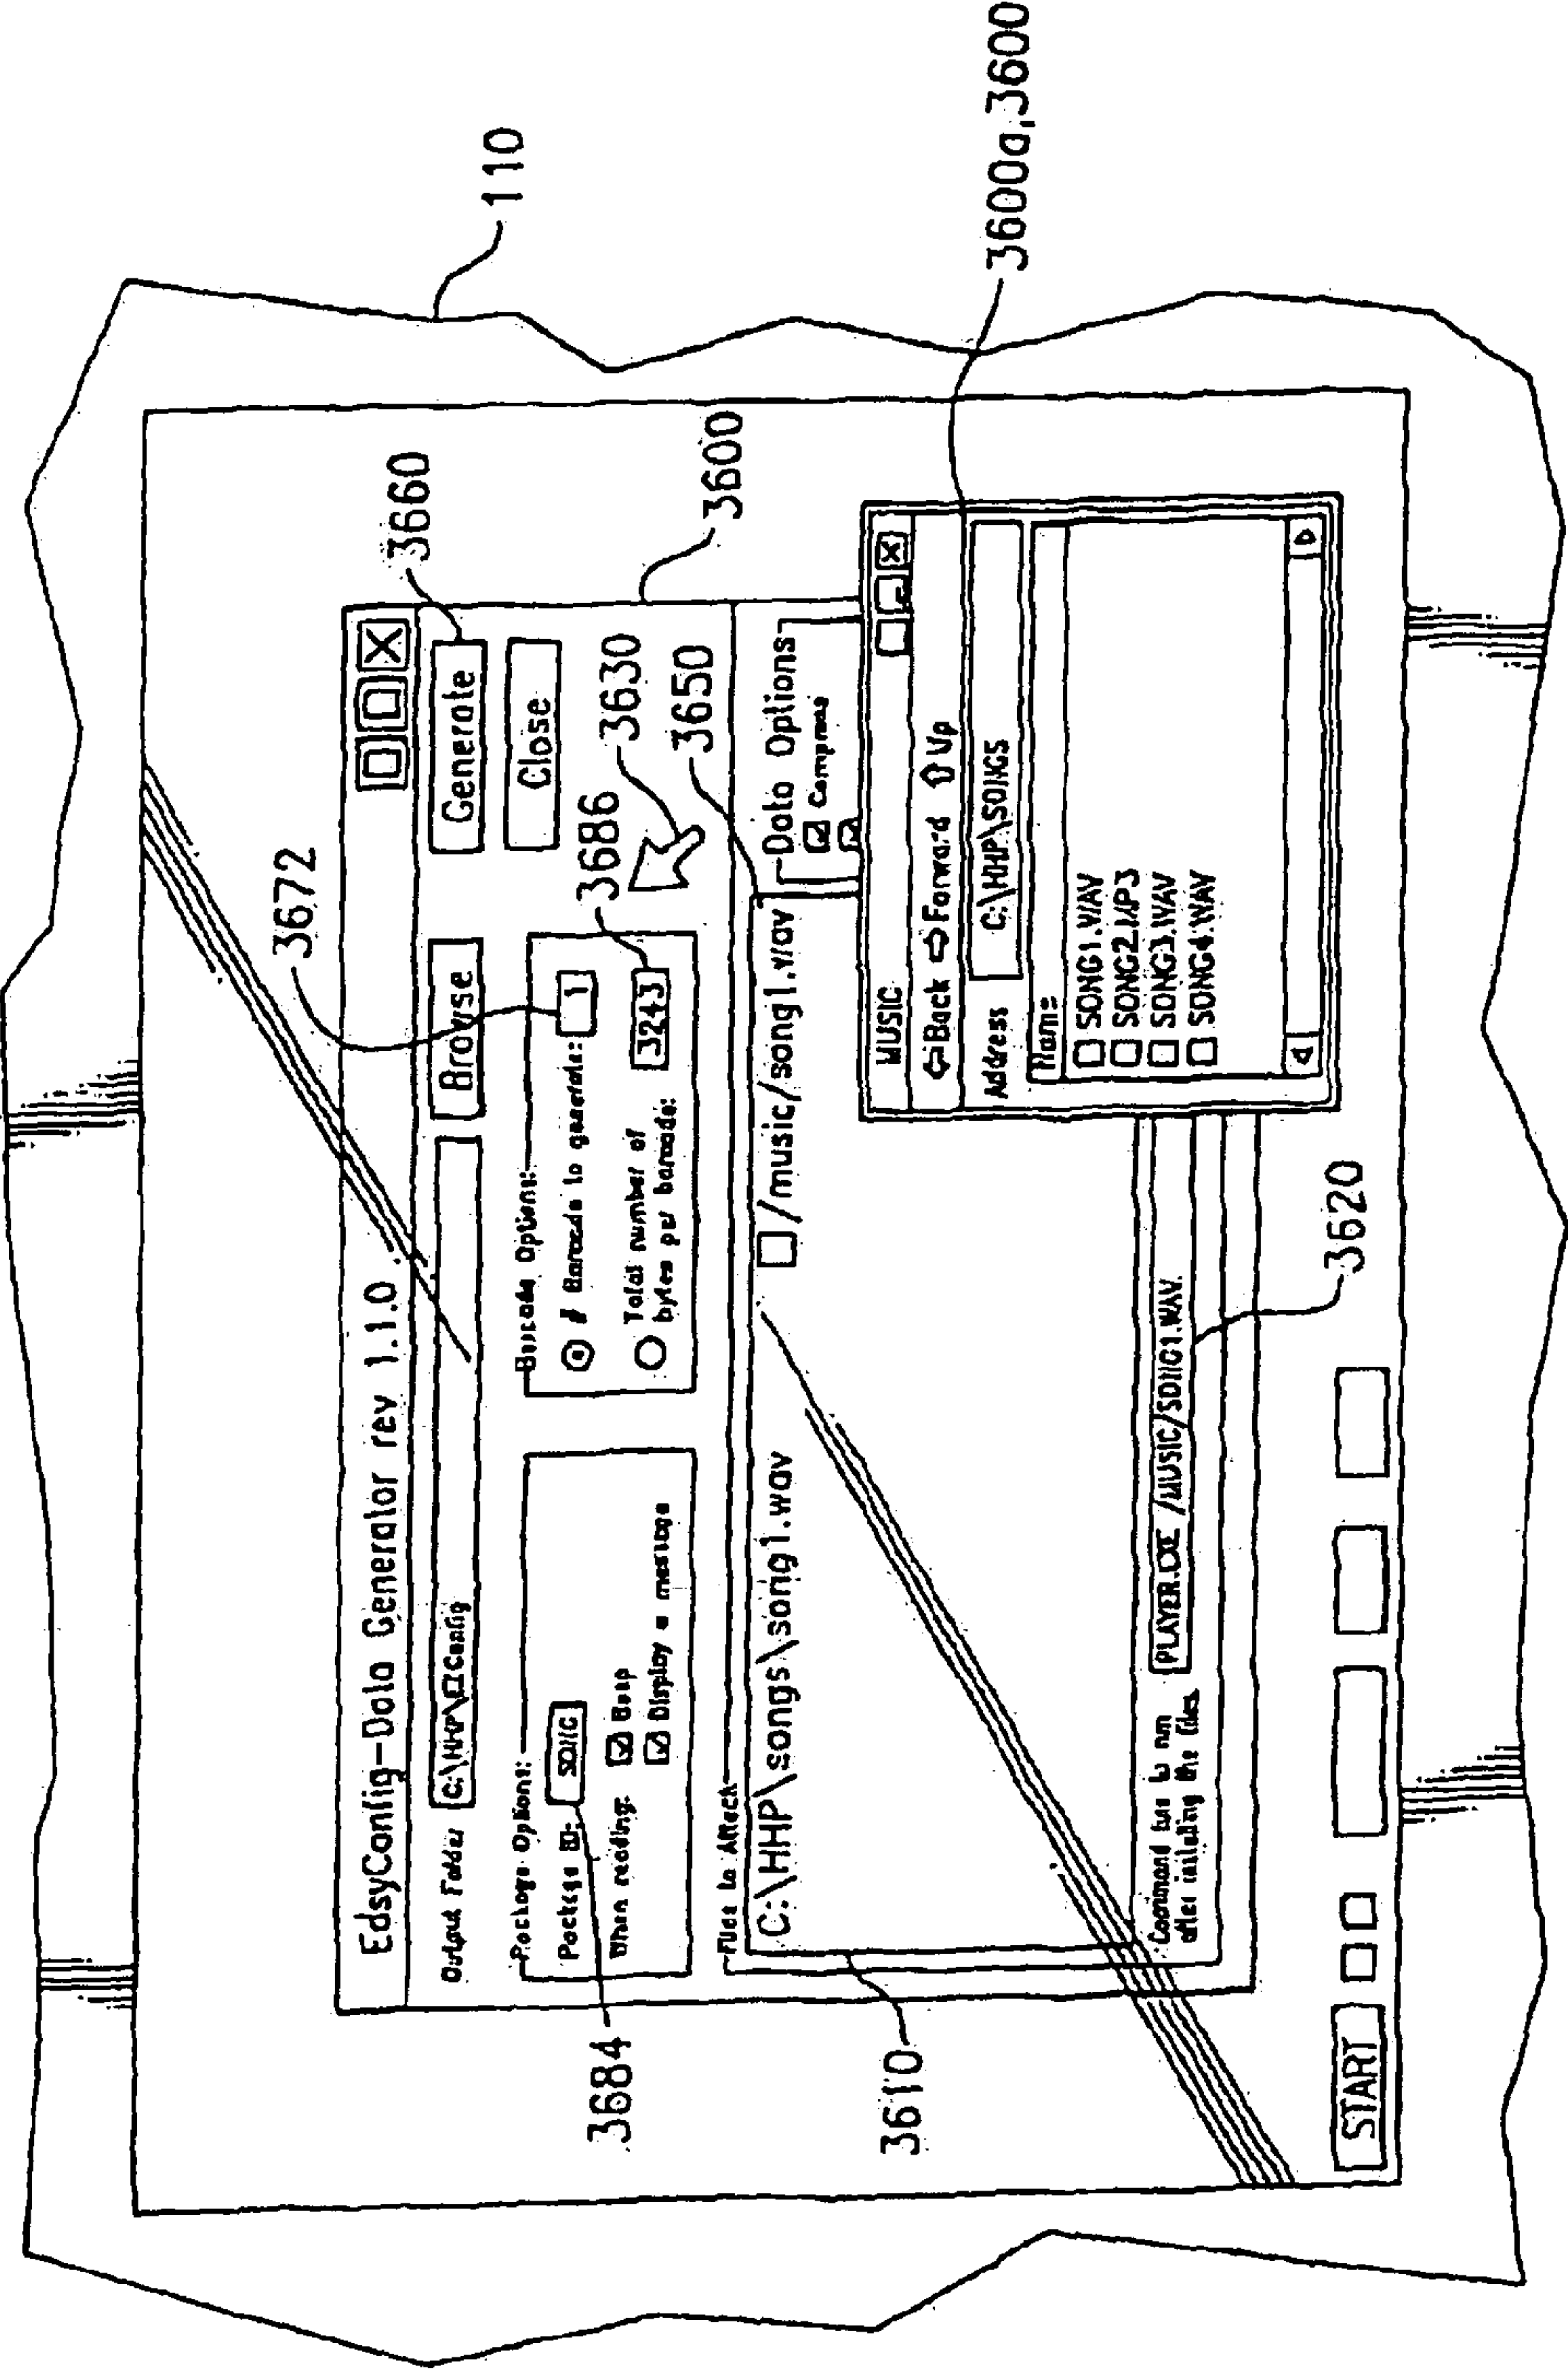 110
3600a,3600
3660
3600
3672
3686
3630
3650
EdsyConfig-Data Generator rev 1.1.0
Output Folder
C:\HHP\EZConfig
Browse
Generate
Close
Package Options:
Package ID:
SONG
When reading:
Beep
Display a message
Barcode Options:
# Barcode to generate:
1
Total number of
bytes per barcode:
3243
Files to Attach
C:\HHP\songs\song1.wav
/music/song1.wav
Data Options
Compress
MUSIC
Back
Forward
Up
Address
C:\HHP\SONGS
Name
SONG1.WAV
SONG2.MP3
SONG3.WAV
SONG4.WAV
Command line to run
after installing the files
PLAYER.EXE /MUSIC/SONG1.WAV.
3684
3610
3620
START